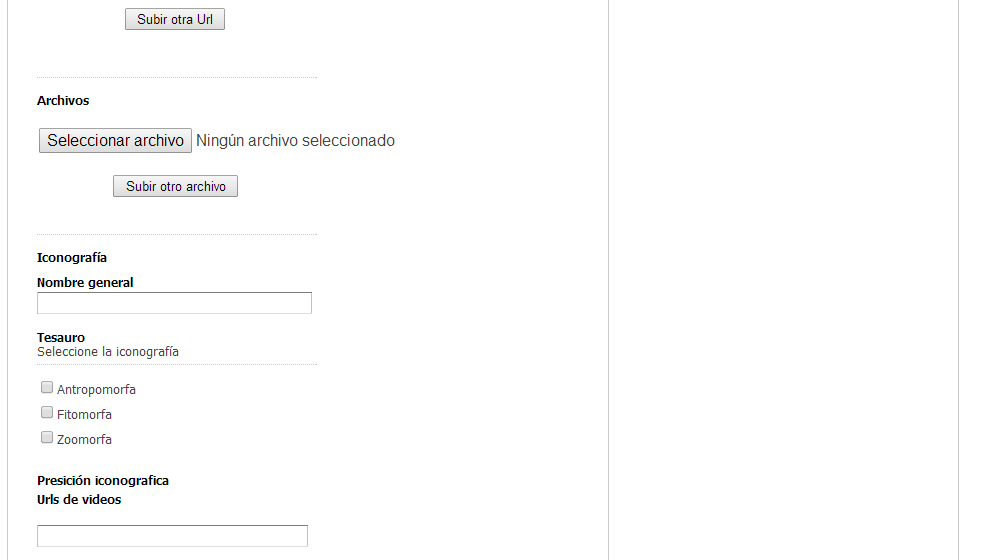 Subir otra Url
Archivos
Seleccionar archivo Ningún archivo seleccionado
Subir otro archivo
Iconografía
Nombre general
Tesauro
Seleccione la iconografía
Antropomorfa
Fitomorfa
Zoomorfa
Presición iconografica
Urls de videos